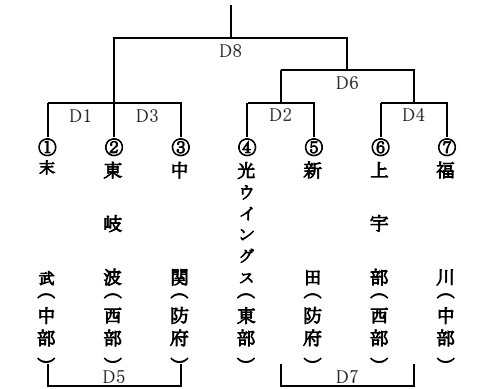 D8
D6
D1
D3
D2
D4
①末武(中部)
②東岐波(西部)
③中関(防府)
④光ウイングス(東部)
⑤新田(防府)
⑥上宇部(西部)
⑦福川(中部)
D5
D7